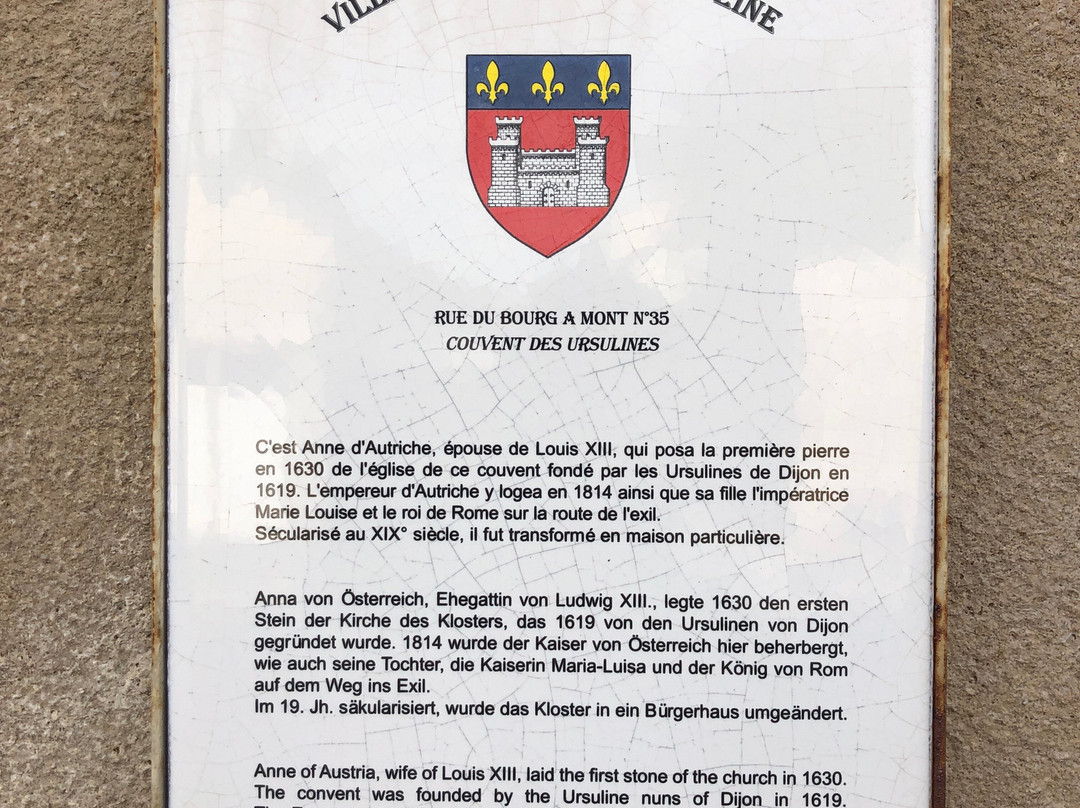 RUE DU BOURG A MONT N°35
COUVENT DES URSULINES
C'est Anne d'Autriche, épouse de Louis XIII, qui posa la première pierre
en 1630 de l'église de ce couvent fondé par les Ursulines de Dijon en
1619. L'empereur d'Autriche y logea en 1814 ainsi que sa fille l'impératrice
Marie Louise et le roi de Rome sur la route de l'exil.
Sécularisé au XIX° siècle, il fut transformé en maison particulière.
Anna von Österreich, Ehegattin von Ludwig XIII., legte 1630 den ersten
Stein der Kirche des Klosters, das 1619 von den Ursulinen von Dijon
gegründet wurde. 1814 wurde der Kaiser von Österreich hier beherbergt,
wie auch seine Tochter, die Kaiserin Maria-Luisa und der König von Rom
auf dem Weg ins Exil.
Im 19. Jh. säkularisiert, wurde das Kloster in ein Bürgerhaus umgeändert.
Anne of Austria, wife of Louis XIII, laid the first stone of the church in 1630.
The convent was founded by the Ursuline nuns of Dijon in 1619.